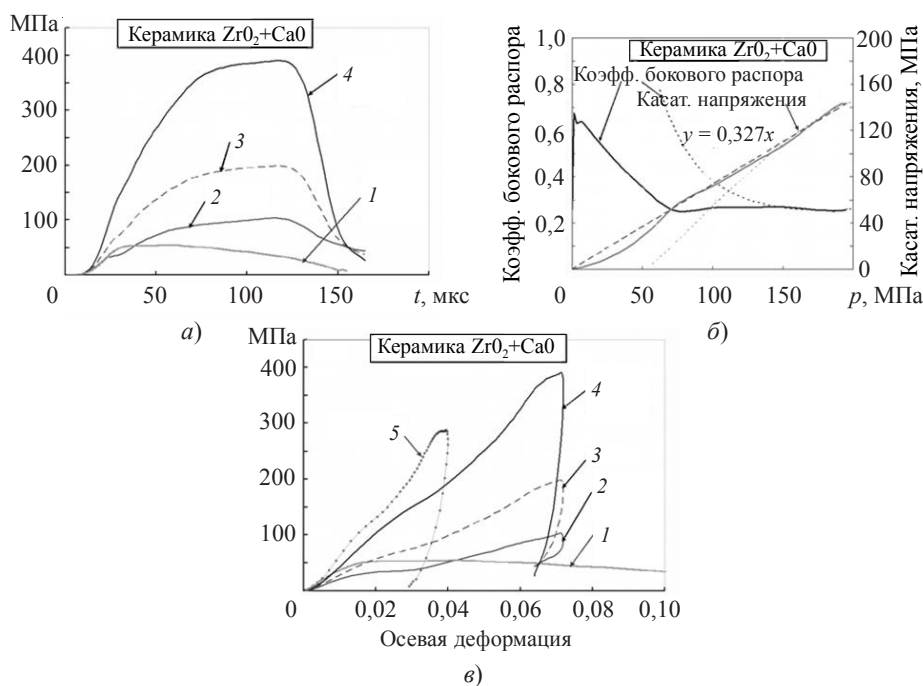 МПа
Керамика Zr0₂+Ca0
400
300
200
100
0
50
100
150
t, мкс
1
2
3
4
а)
Коэфф. бокового распора
1,0
0,8
0,6
0,4
0,2
0
Керамика Zr0₂+Ca0
Коэфф. бокового распора
Касат. напряжения
y = 0,327x
50
100
150
p, МПа
200
160
120
80
40
0
Касат. напряжения, МПа
б)
МПа
Керамика Zr0₂+Ca0
400
300
200
100
0
0,02
0,04
0,06
0,08
0,10
Осевая деформация
5
4
3
2
1
в)